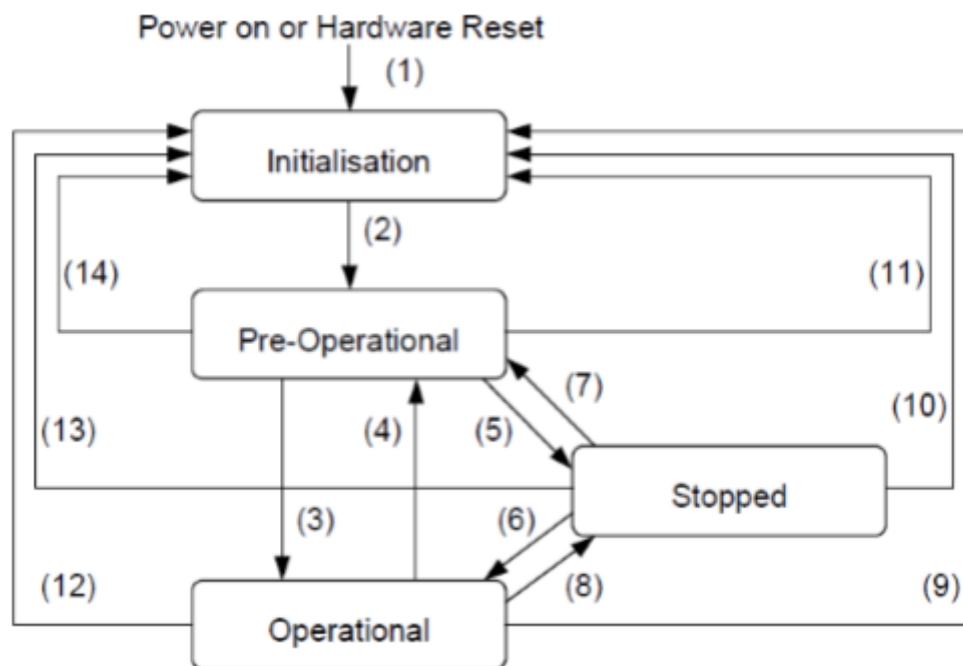 Power on or Hardware Reset
(1)
Initialisation
(2)
(14)
(11)
Pre-Operational
(7)
(13)
(4)
(5)
(10)
Stopped
(3)
(6)
(12)
(8)
(9)
Operational